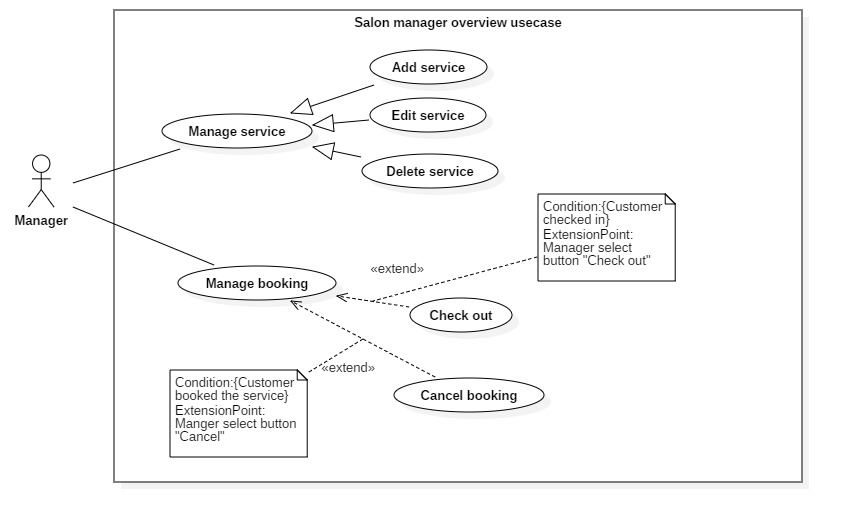 Salon manager overview usecase
Add service
Edit service
Manage service
Delete service
Manager
Condition:{Customer
checked in}
ExtensionPoint:
Manager select
button "Check out"
«extend»
Manage booking
Check out
«extend»
Condition:{Customer
booked the service}
ExtensionPoint:
Manger select button
"Cancel"
Cancel booking